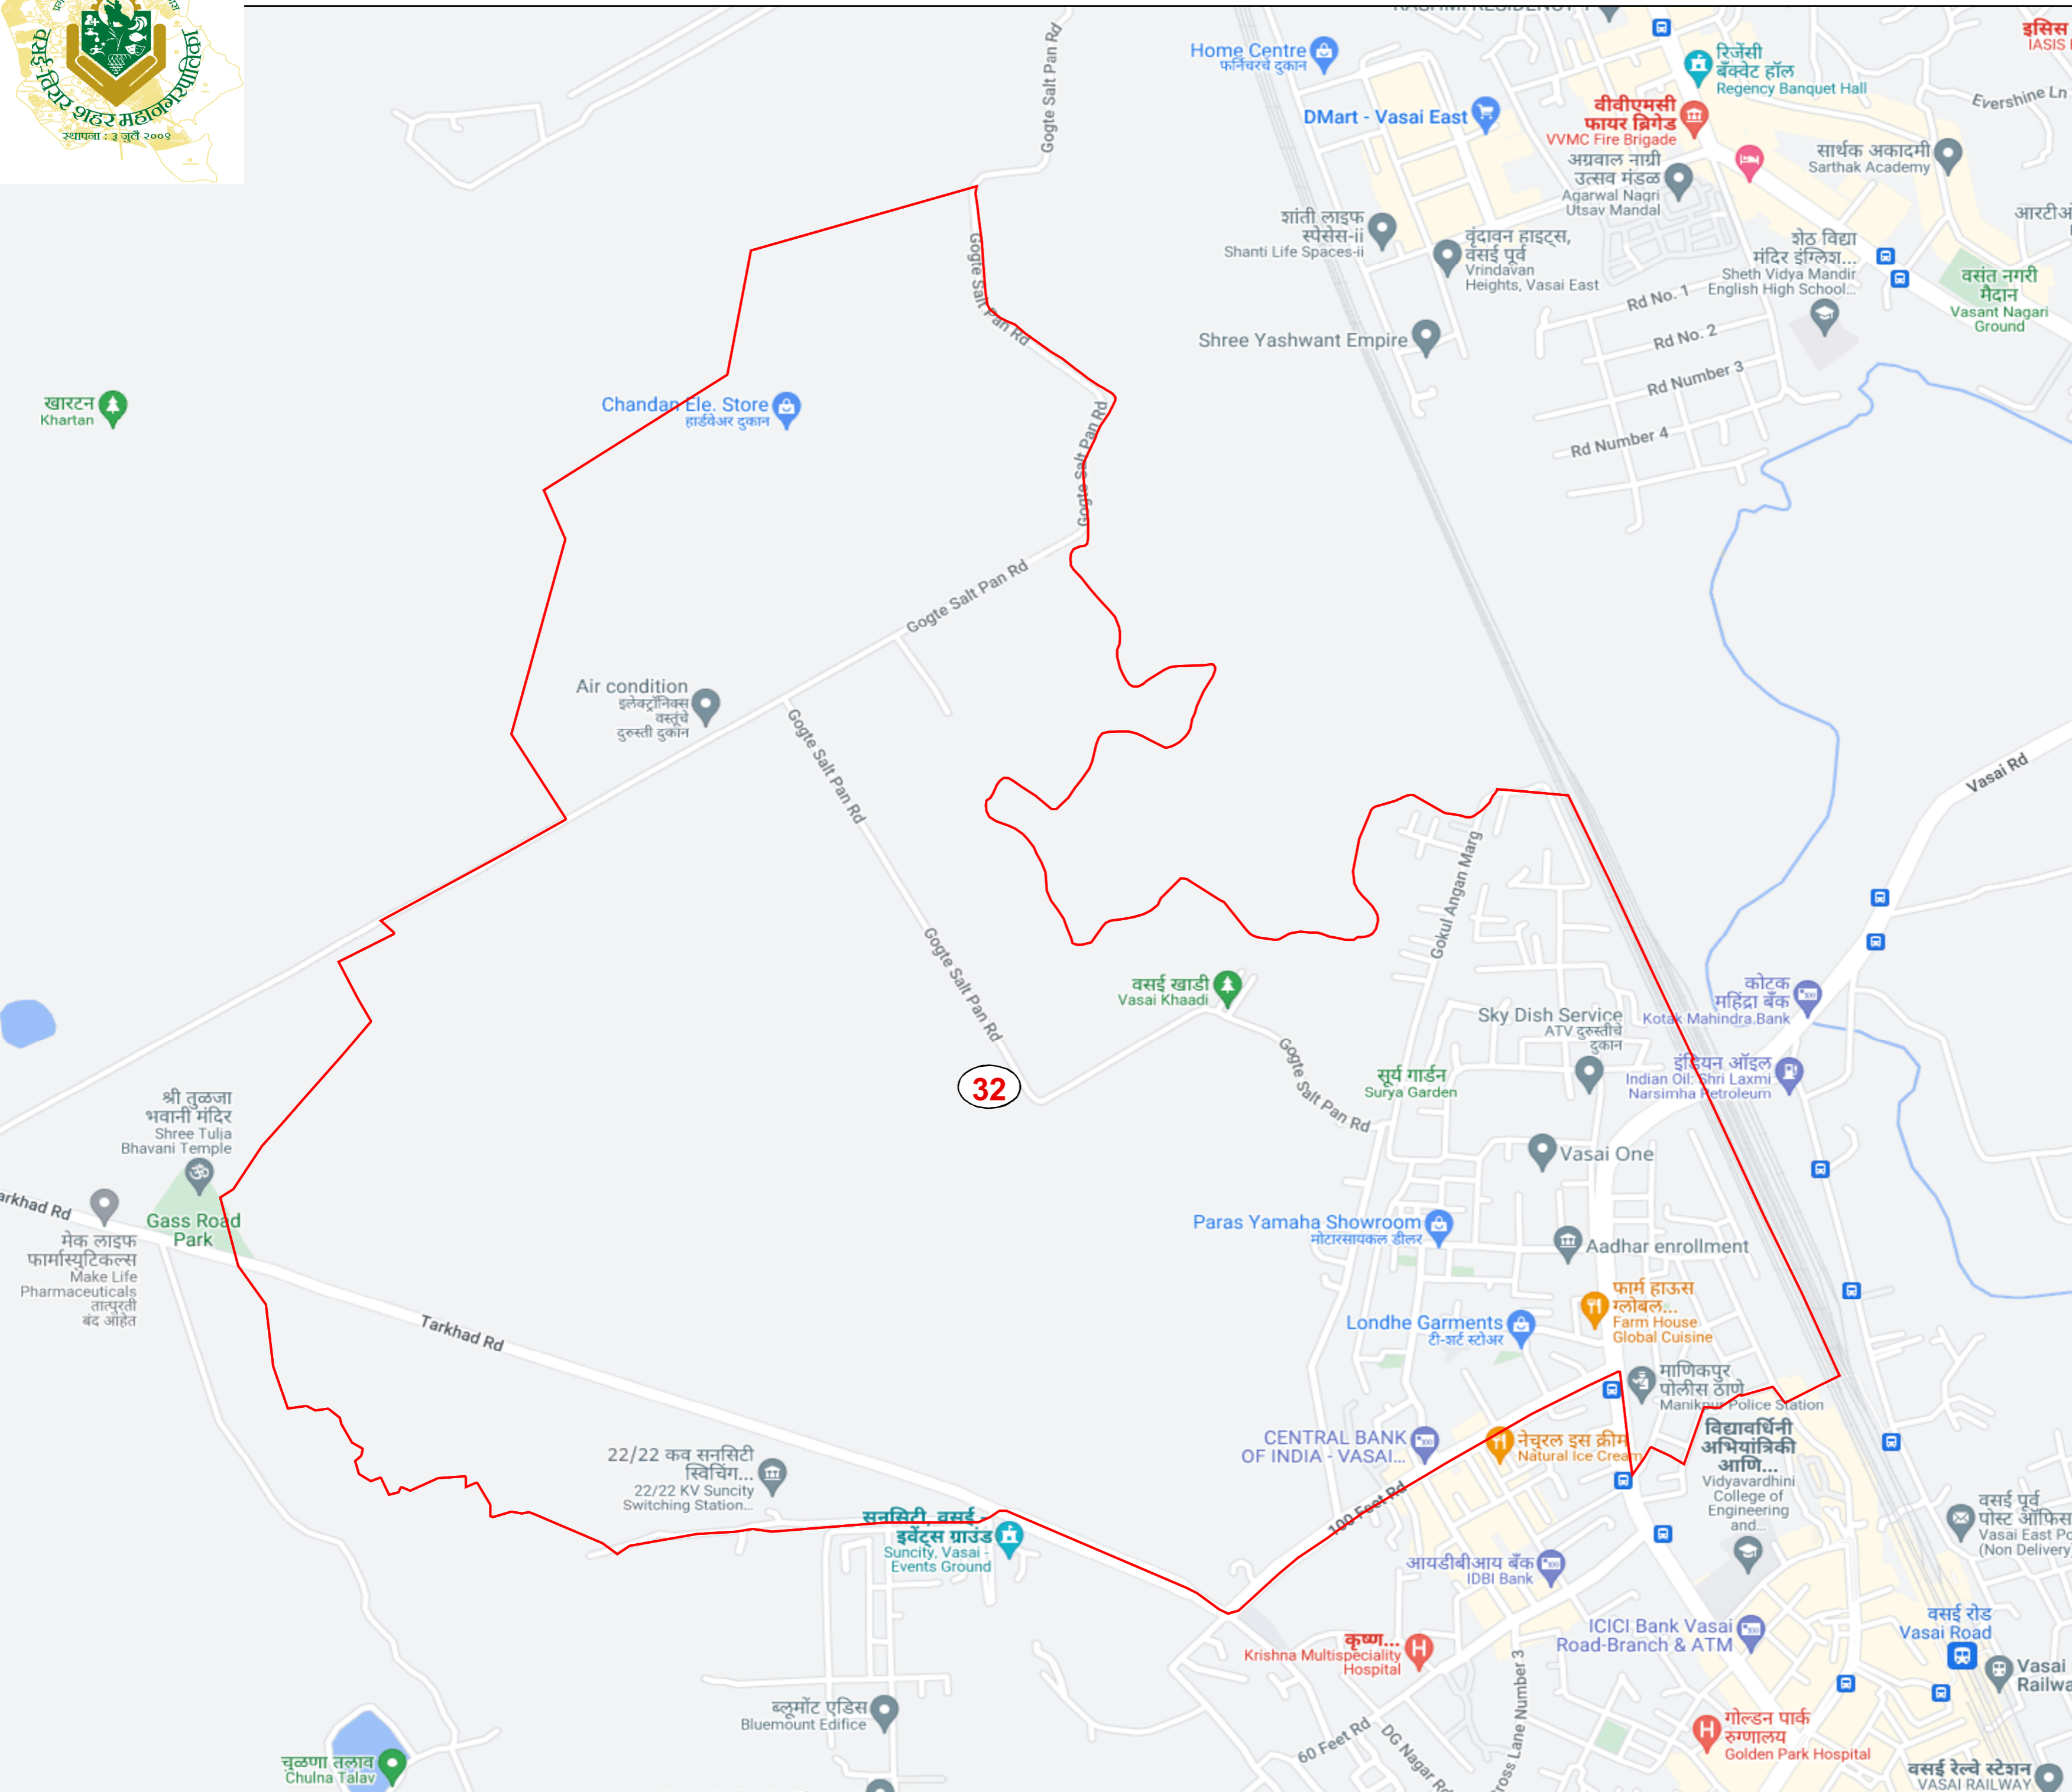 वसई-विरार शहर महानगरपालिका
स्थापना : ३ जुलै २००९
Gogte Salt Pan Rd
Home Centre
फर्निचरचे दुकान
DMart - Vasai East
रिजेंसी
बँक्वेट हॉल
Regency Banquet Hall
इसिस
IASIS
वीवीएमसी
फायर ब्रिगेड
VVMC Fire Brigade
Evershine Ln
अग्रवाल नाग्री
उत्सव मंडळ
Agarwal Nagri
Utsav Mandal
सार्थक अकादमी
Sarthak Academy
शांती लाइफ
स्पेसेस-ii
Shanti Life Spaces-ii
वृंदावन हाइट्स,
वसई पूर्व
Vrindavan
Heights, Vasai East
शेठ विद्या
मंदिर इंग्लिश...
Sheth Vidya Mandir
English High School...
वसंत नगरी
मैदान
Vasant Nagari
Ground
Gogte Salt Pan Rd
Rd No. 1
Rd No. 2
Rd Number 3
Rd Number 4
Shree Yashwant Empire
खारटन
Khartan
Chandan Ele. Store
हार्डवेअर दुकान
Gogte Salt Pan Rd
Gogte Salt Pan Rd
Air condition
इलेक्ट्रॉनिक्स
वस्तूंचे
दुरुस्ती दुकान
Gogte Salt Pan Rd
Vasai Rd
Gokul Angan Marg
Gogte Salt Pan Rd
वसई खाडी
Vasai Khaadi
कोटक
महिंद्रा बँक
Kotak Mahindra Bank
Sky Dish Service
ATV दुरुस्तीचे
दुकान
32
Gogte Salt Pan Rd
सूर्य गार्डन
Surya Garden
इंडियन ऑइल
Indian Oil: Shri Laxmi
Narsimha Petroleum
श्री तुळजा
भवानी मंदिर
Shree Tulja
Bhavani Temple
Vasai One
arkhad Rd
Gass Road
Park
मेक लाइफ
फार्मास्युटिकल्स
Make Life
Pharmaceuticals
तात्पुरती
बंद आहेत
Paras Yamaha Showroom
मोटारसायकल डीलर
Aadhar enrollment
Tarkhad Rd
Londhe Garments
टी-शर्ट स्टोअर
फार्म हाऊस
ग्लोबल...
Farm House
Global Cuisine
माणिकपुर
पोलीस ठाणे
Manikpur Police Station
CENTRAL BANK
OF INDIA - VASAI...
नेचुरल इस क्रीम
Natural Ice Cream
विद्यावर्धिनी
अभियांत्रिकी
आणि...
Vidyavardhini
College of
Engineering
and...
22/22 कव सनसिटी
स्विचिंग...
22/22 KV Suncity
Switching Station...
100 Feet Rd
सनसिटी, वसई -
इवेंट्स ग्राउंड
Suncity, Vasai -
Events Ground
वसई पूर्व
पोस्ट ऑफिस
Vasai East Po
(Non Delivery
आयडीबीआय बँक
IDBI Bank
ICICI Bank Vasai
Road-Branch & ATM
वसई रोड
Vasai Road
कृष्ण...
Krishna Multispeciality
Hospital
Vasai
Railwa
ब्लूमोंट एडिस
Bluemount Edifice
60 Feet Rd
DG Nagar Rd
ross Lane Number 3
गोल्डन पार्क
रुग्णालय
Golden Park Hospital
चुळणा तलाव
Chulna Talav
वसई रेल्वे स्टेशन
VASAI RAILWAY